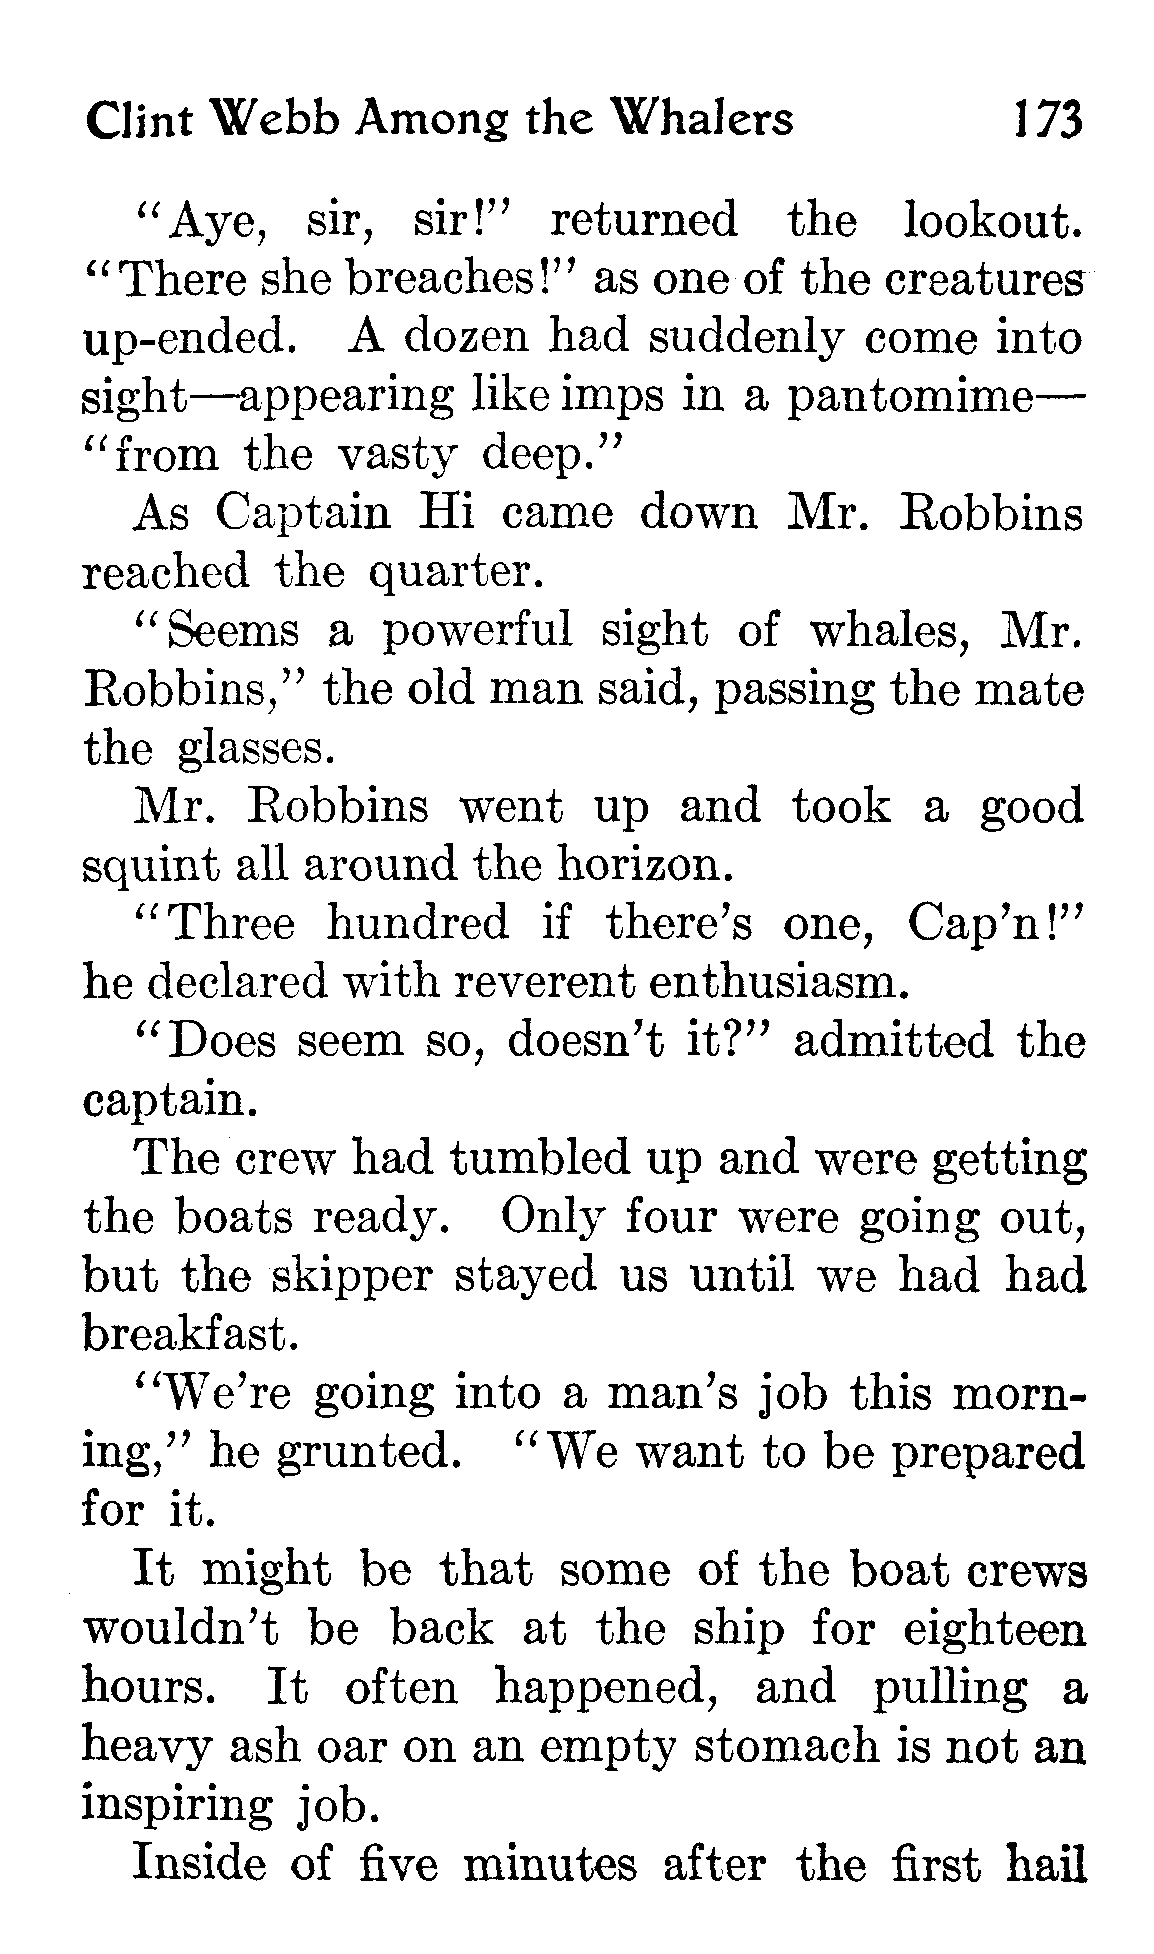 Clint Webb Among the Whalers 173
"Aye, sir, sir!" returned the lookout.
"There she breaches!" as one of the creatures
up-ended. A dozen had suddenly come into
sight—appearing like imps in a pantomime—
"from the vasty deep."
As Captain Hi came down Mr. Robbins
reached the quarter.
"Seems a powerful sight of whales, Mr.
Robbins," the old man said, passing the mate
the glasses.
Mr. Robbins went up and took a good
squint all around the horizon.
"Three hundred if there's one, Cap'n!"
he declared with reverent enthusiasm.
"Does seem so, doesn't it?" admitted the
captain.
The crew had tumbled up and were getting
the boats ready. Only four were going out,
but the skipper stayed us until we had had
breakfast.
"We're going into a man's job this morn-
ing," he grunted. "We want to be prepared
for it.
It might be that some of the boat crews
wouldn't be back at the ship for eighteen
hours. It often happened, and pulling a
heavy ash oar on an empty stomach is not an
inspiring job.
Inside of five minutes after the first hail